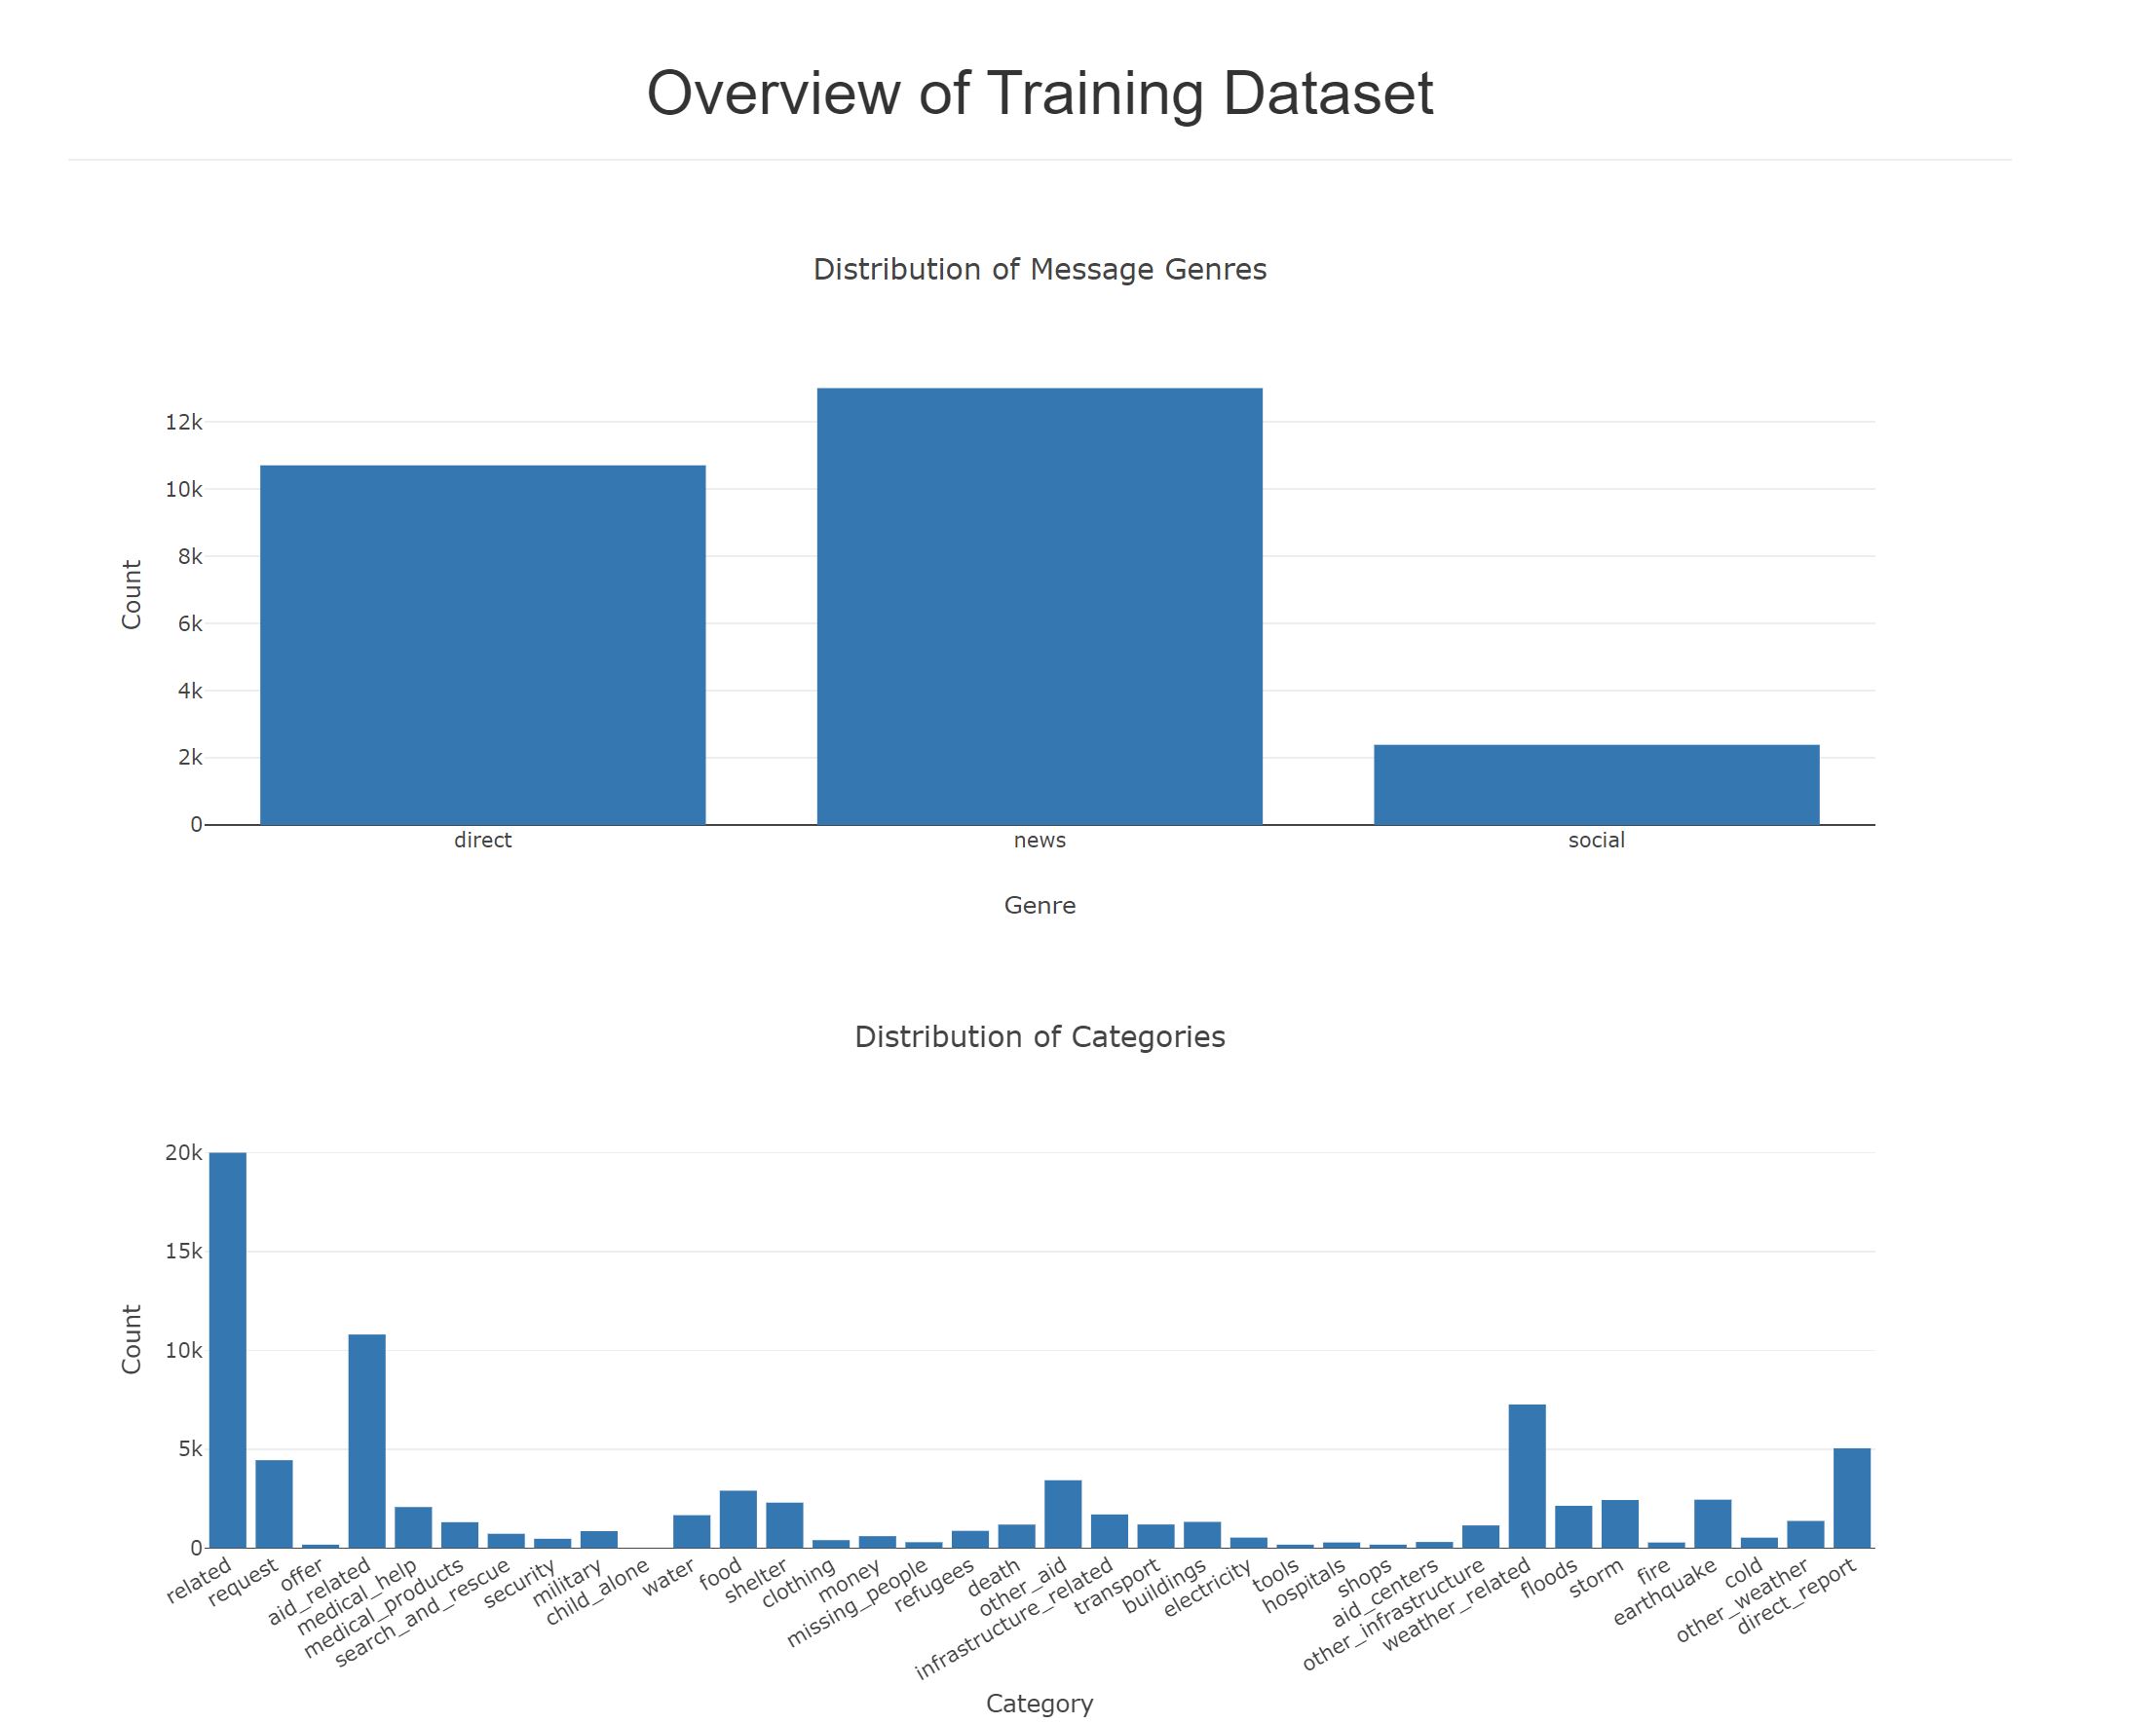 Overview of Training Dataset
Distribution of Message Genres
12k
10k
8k
6k
4k
2k
0
Count
direct
news
social
Genre
Distribution of Categories
20k
15k
10k
5k
0
Count
related
request
offer
aid_related
medical_help
medical_products
search_and_rescue
security
military
child_alone
water
food
shelter
clothing
money
missing_people
refugees
death
other_aid
infrastructure_related
transport
buildings
electricity
tools
hospitals
shops
aid_centers
other_infrastructure
weather_related
floods
storm
fire
earthquake
cold
other_weather
direct_report
Category